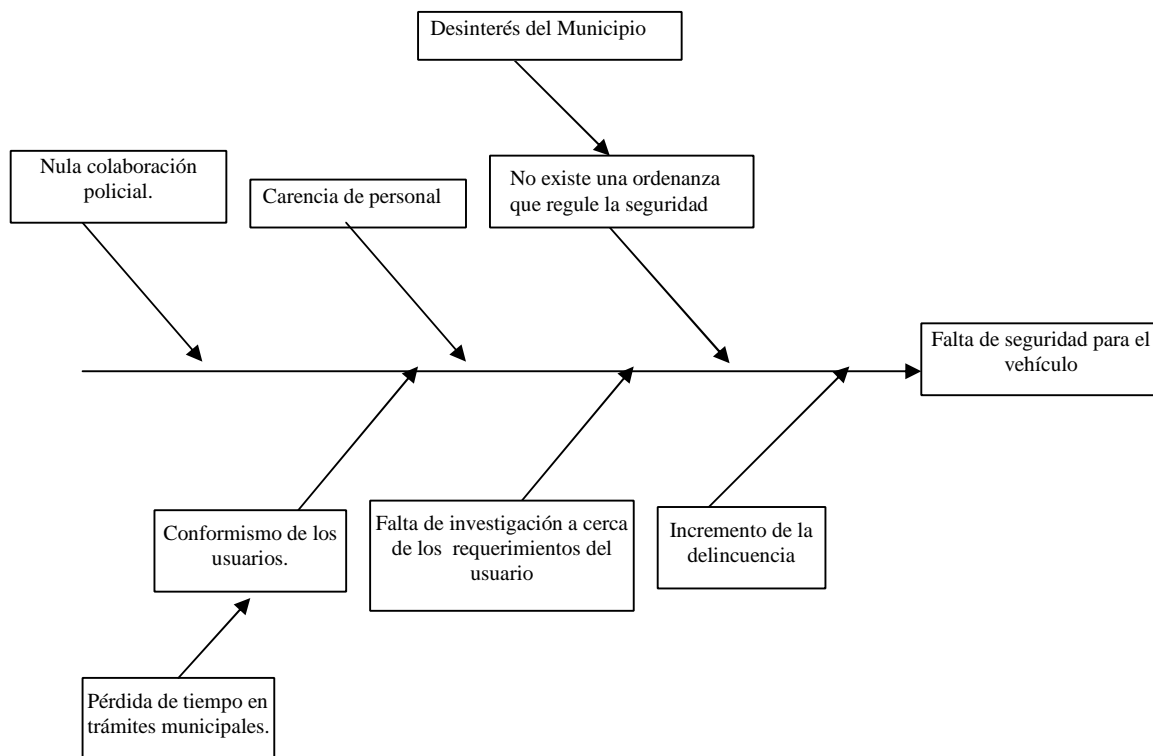 Desinterés del Municipio
Nula colaboración
policial.
Carencia de personal
No existe una ordenanza
que regule la seguridad
Falta de seguridad para el
vehículo
Conformismo de los
usuarios.
Falta de investigación a cerca
de los requerimientos del
usuario
Incremento de la
delincuencia
Pérdida de tiempo en
trámites municipales.